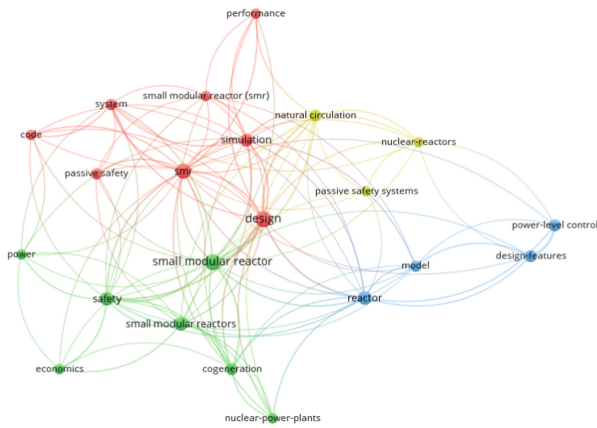 performance
small modular reactor (smr)
system
natural circulation
code
simulation
nuclear-reactors
passive safety
smr
passive safety systems
design
power-level control
power
small modular reactor
model
design-features
safety
reactor
small modular reactors
economics
cogeneration
nuclear-power-plants